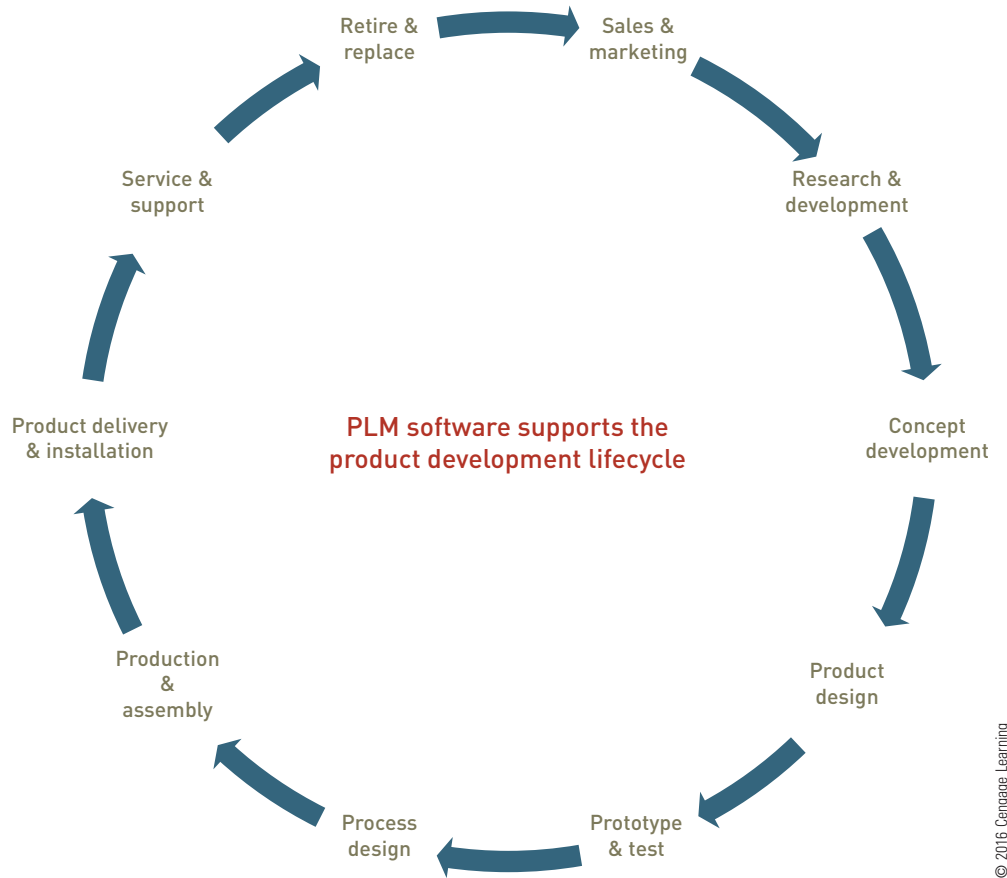 Retire &
replace
Sales &
marketing
Research &
development
Concept
development
Product
design
Prototype
& test
Process
design
Production
&
assembly
Product delivery
& installation
Service &
support
PLM software supports the
product development lifecycle
© 2016 Cengage Learning